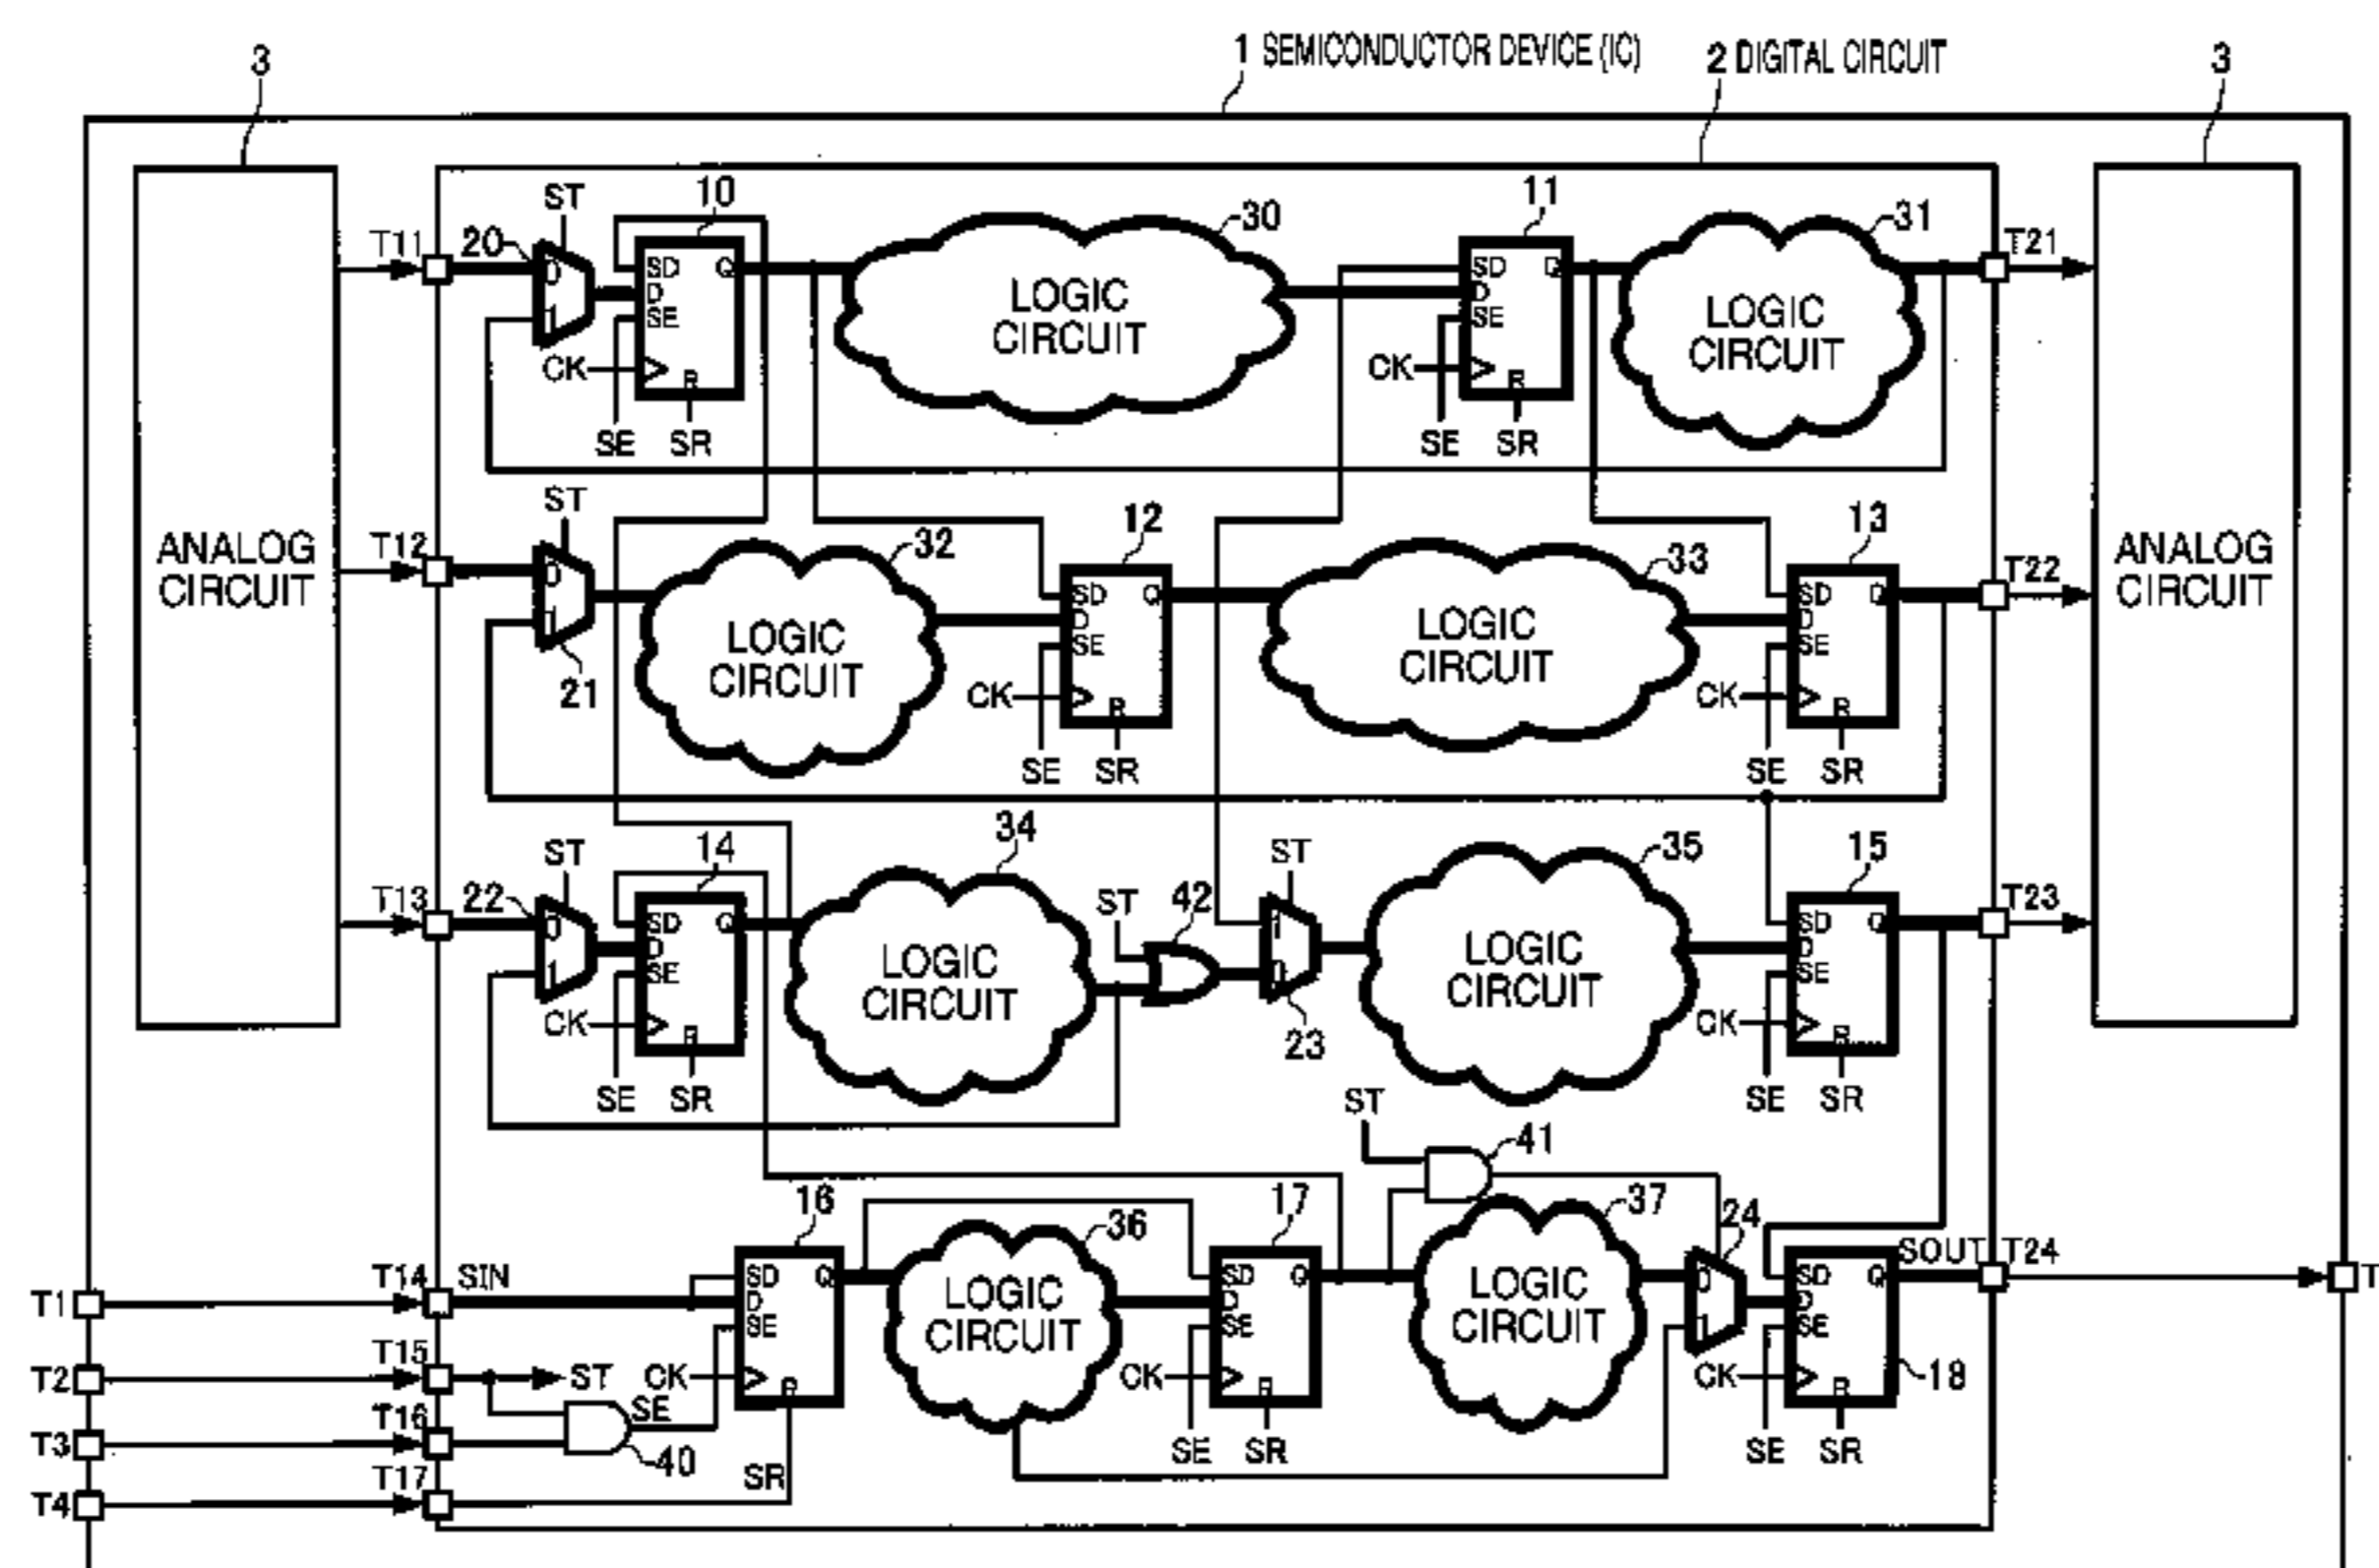 1 SEMICONDUCTOR DEVICE (IC)
2 DIGITAL CIRCUIT
3
3
ANALOG
CIRCUIT
ANALOG
CIRCUIT
T11
20
ST
0
1
10
SD
Q
D
SE
CK
R
SE
SR
LOGIC
CIRCUIT
30
11
SD
Q
D
SE
CK
R
SE
SR
LOGIC
CIRCUIT
31
T21
T12
ST
0
1
21
LOGIC
CIRCUIT
32
12
SD
Q
D
SE
CK
R
SE
SR
LOGIC
CIRCUIT
33
13
SD
Q
D
SE
CK
R
SE
SR
T22
T13
22
ST
0
1
14
SD
Q
D
SE
CK
R
SE
SR
LOGIC
CIRCUIT
34
ST
42
ST
1
0
23
LOGIC
CIRCUIT
35
15
SD
Q
D
SE
CK
R
SE
SR
T23
T1
T14
SIN
T2
T15
ST
T3
T16
SE
40
T4
T17
SR
16
SD
Q
D
SE
CK
R
LOGIC
CIRCUIT
36
17
SD
Q
D
SE
CK
R
SE
SR
ST
41
LOGIC
CIRCUIT
37
24
0
1
SD
Q
D
SE
CK
R
18
SE
SR
SOUT
T24
T